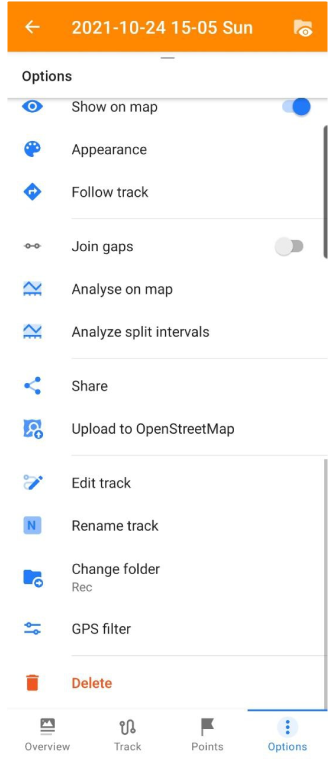 2021-10-24 15-05 Sun
Options
Show on map
Appearance
Follow track
Join gaps
Analyse on map
Analyze split intervals
Share
Upload to OpenStreetMap
Edit track
N Rename track
Change folder
Rec
GPS filter
Delete
Overview Track Points Options